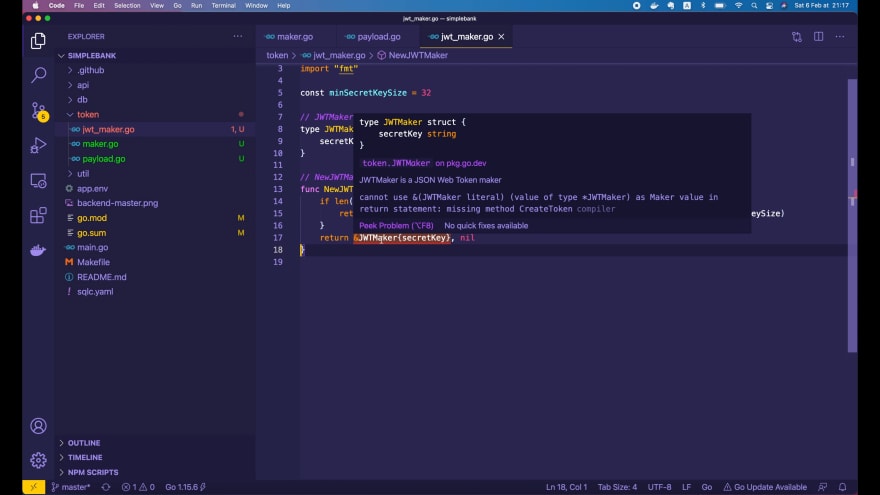 Code File Edit Selection View Go Run Terminal Window Help
Sat 6 Feb at 21:17
jwt_maker.go — simplebank
EXPLORER
SIMPLEBANK
.github
api
db
token
jwt_maker.go 1, U
maker.go U
payload.go U
util
app.env
backend-master.png
go.mod M
go.sum M
main.go
Makefile
README.md
sqlc.yaml
OUTLINE
TIMELINE
NPM SCRIPTS
maker.go payload.go jwt_maker.go
token > jwt_maker.go > NewJWTMaker
3 import "fmt"
4
5 const minSecretKeySize = 32
6
7 // JWTMaker
8 type JWTMak
9 secretK
10 }
11
12 // NewJWTMa
13 func NewJWT
14 if len(
15 ret eySize)
16 }
17 return &JWTMaker{secretKey}, nil
18 }
19
type JWTMaker struct {
secretKey string
}
token.JWTMaker on pkg.go.dev
JWTMaker is a JSON Web Token maker
cannot use &(JWTMaker literal) (value of type *JWTMaker) as Maker value in
return statement: missing method CreateToken compiler
Peek Problem (⌥F8) No quick fixes available
5
master* 1 0 Go 1.15.6 Ln 18, Col 1 Tab Size: 4 UTF-8 LF Go Go Update Available